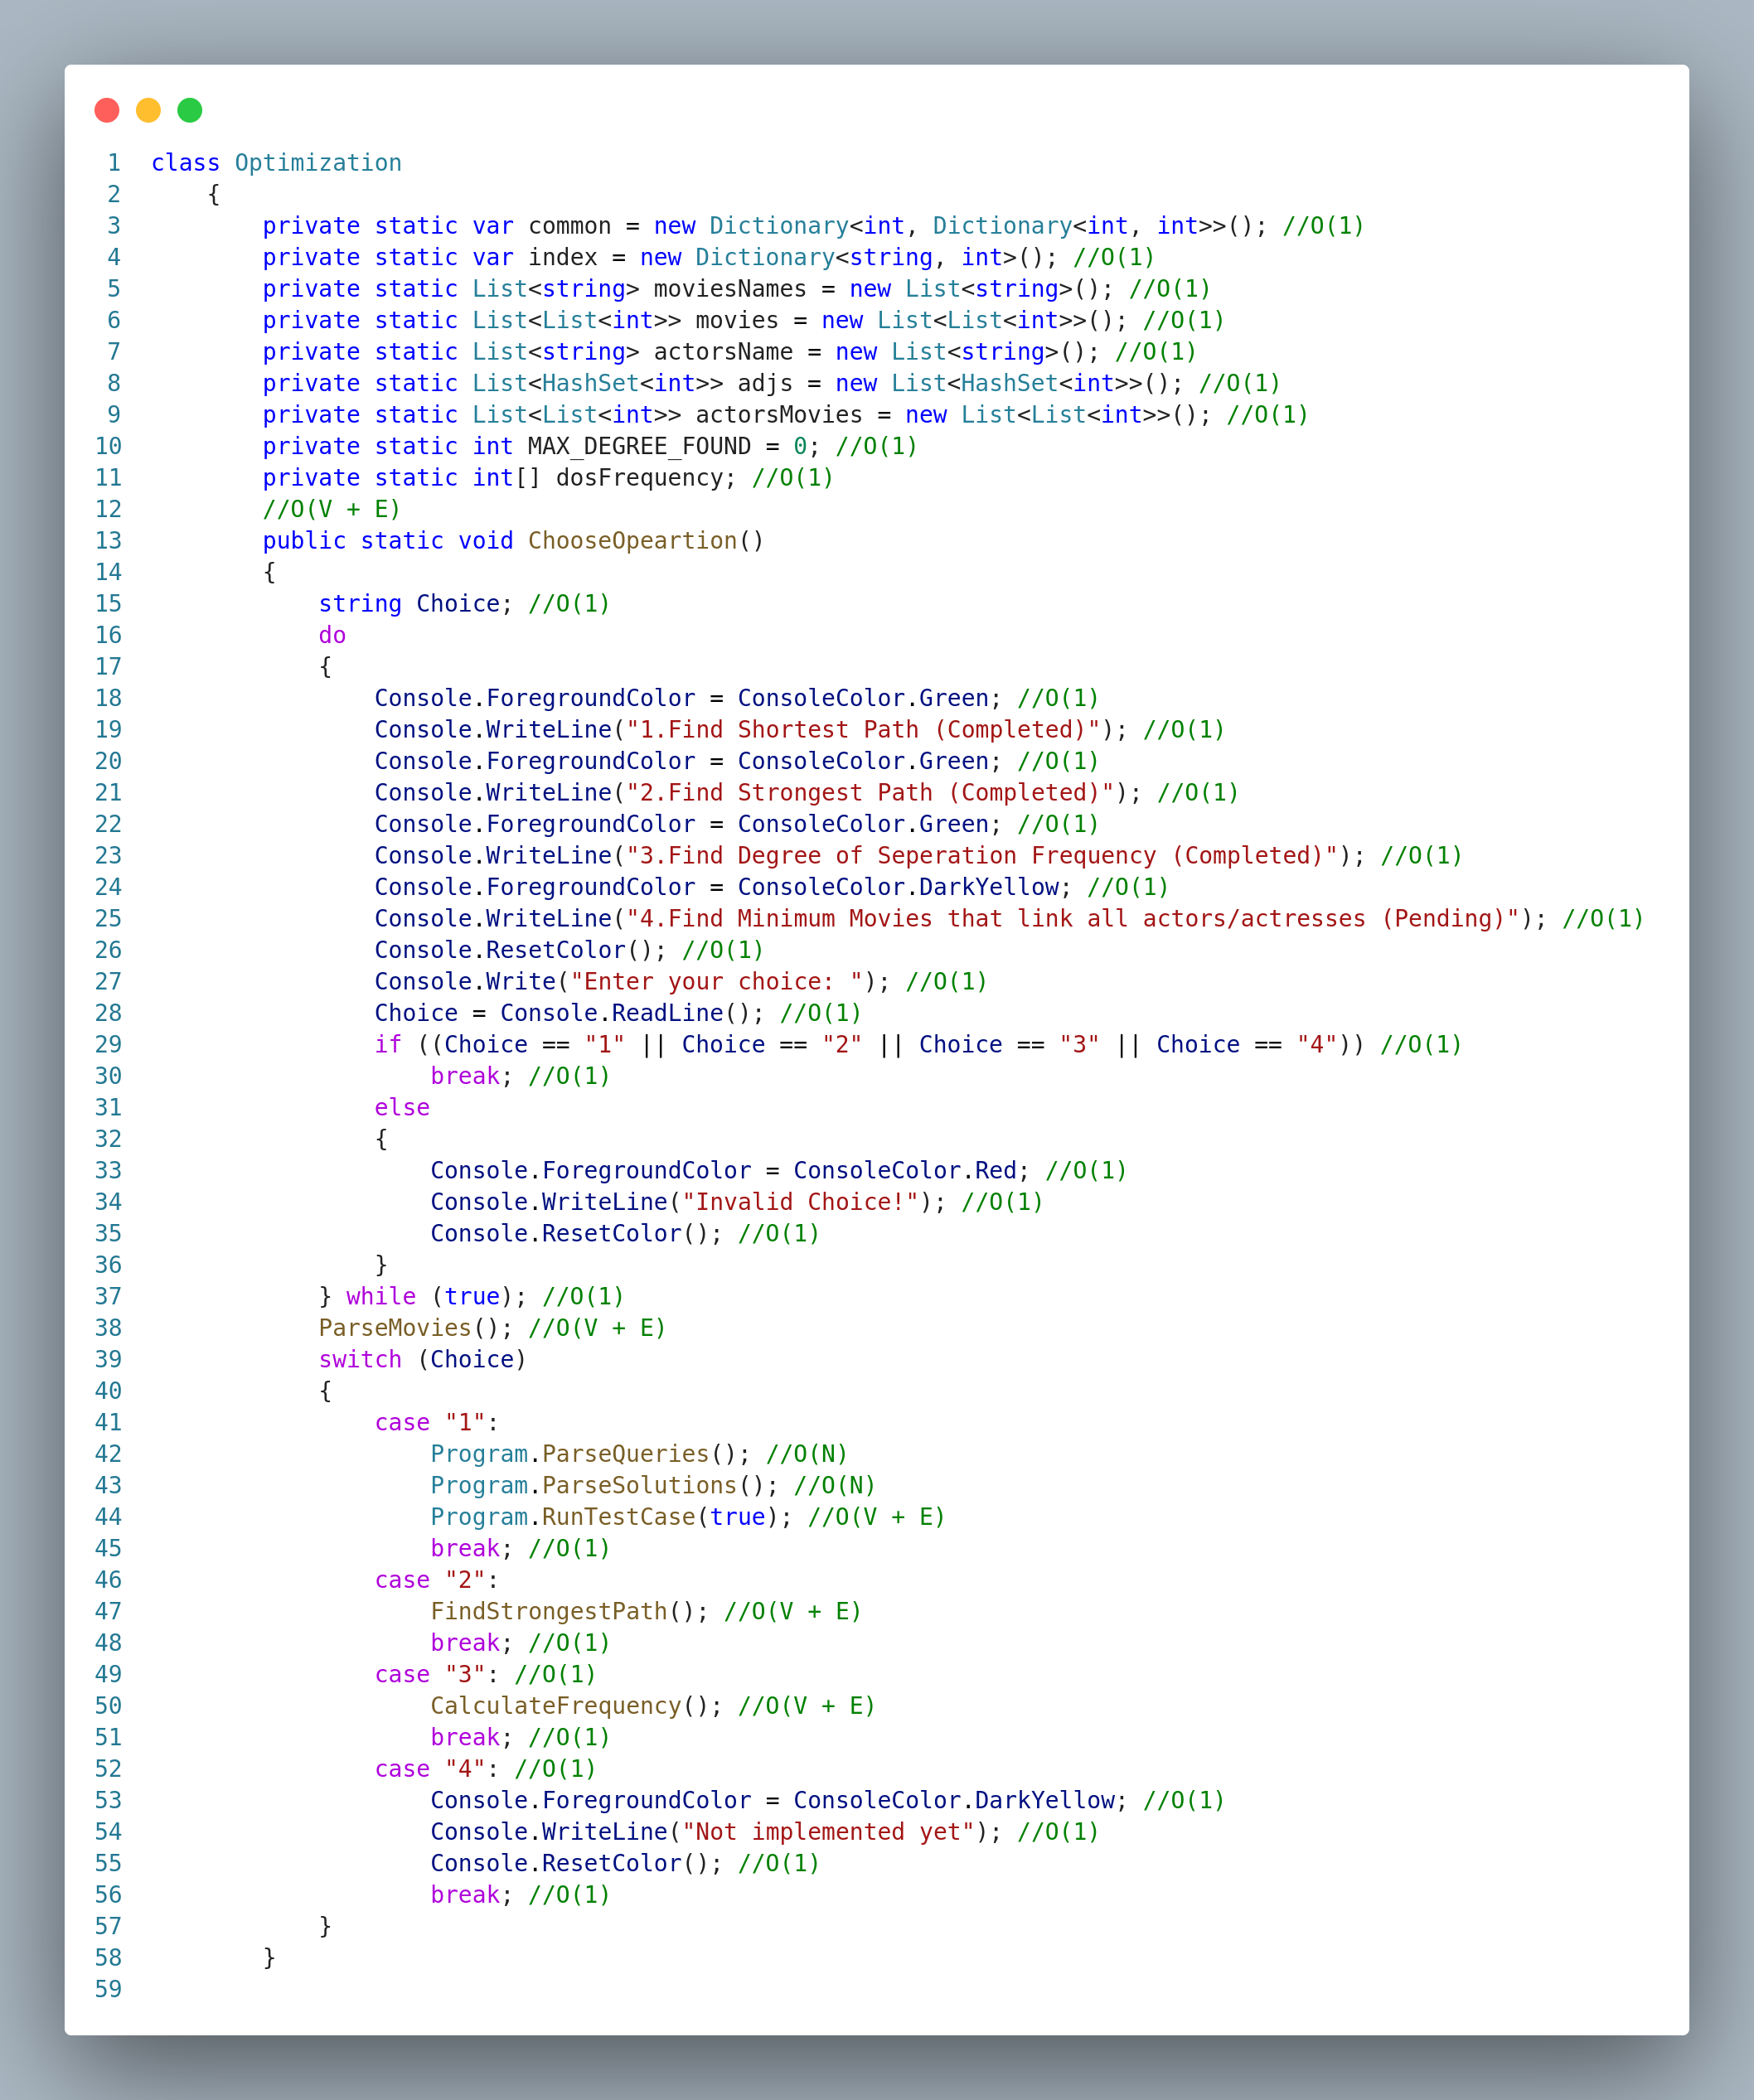 1 class Optimization
2     {
3         private static var common = new Dictionary<int, Dictionary<int, int>>(); //O(1)
4         private static var index = new Dictionary<string, int>(); //O(1)
5         private static List<string> moviesNames = new List<string>(); //O(1)
6         private static List<List<int>> movies = new List<List<int>>(); //O(1)
7         private static List<string> actorsName = new List<string>(); //O(1)
8         private static List<HashSet<int>> adjs = new List<HashSet<int>>(); //O(1)
9         private static List<List<int>> actorsMovies = new List<List<int>>(); //O(1)
10         private static int MAX_DEGREE_FOUND = 0; //O(1)
11         private static int[] dosFrequency; //O(1)
12         //O(V + E)
13         public static void ChooseOpeartion()
14         {
15             string Choice; //O(1)
16             do
17             {
18                 Console.ForegroundColor = ConsoleColor.Green; //O(1)
19                 Console.WriteLine("1.Find Shortest Path (Completed)"); //O(1)
20                 Console.ForegroundColor = ConsoleColor.Green; //O(1)
21                 Console.WriteLine("2.Find Strongest Path (Completed)"); //O(1)
22                 Console.ForegroundColor = ConsoleColor.Green; //O(1)
23                 Console.WriteLine("3.Find Degree of Seperation Frequency (Completed)"); //O(1)
24                 Console.ForegroundColor = ConsoleColor.DarkYellow; //O(1)
25                 Console.WriteLine("4.Find Minimum Movies that link all actors/actresses (Pending)"); //O(1)
26                 Console.ResetColor(); //O(1)
27                 Console.Write("Enter your choice: "); //O(1)
28                 Choice = Console.ReadLine(); //O(1)
29                 if ((Choice == "1" || Choice == "2" || Choice == "3" || Choice == "4")) //O(1)
30                     break; //O(1)
31                 else
32                 {
33                     Console.ForegroundColor = ConsoleColor.Red; //O(1)
34                     Console.WriteLine("Invalid Choice!"); //O(1)
35                     Console.ResetColor(); //O(1)
36                 }
37             } while (true); //O(1)
38             ParseMovies(); //O(V + E)
39             switch (Choice)
40             {
41                 case "1":
42                     Program.ParseQueries(); //O(N)
43                     Program.ParseSolutions(); //O(N)
44                     Program.RunTestCase(true); //O(V + E)
45                     break; //O(1)
46                 case "2":
47                     FindStrongestPath(); //O(V + E)
48                     break; //O(1)
49                 case "3": //O(1)
50                     CalculateFrequency(); //O(V + E)
51                     break; //O(1)
52                 case "4": //O(1)
53                     Console.ForegroundColor = ConsoleColor.DarkYellow; //O(1)
54                     Console.WriteLine("Not implemented yet"); //O(1)
55                     Console.ResetColor(); //O(1)
56                     break; //O(1)
57             }
58         }
59